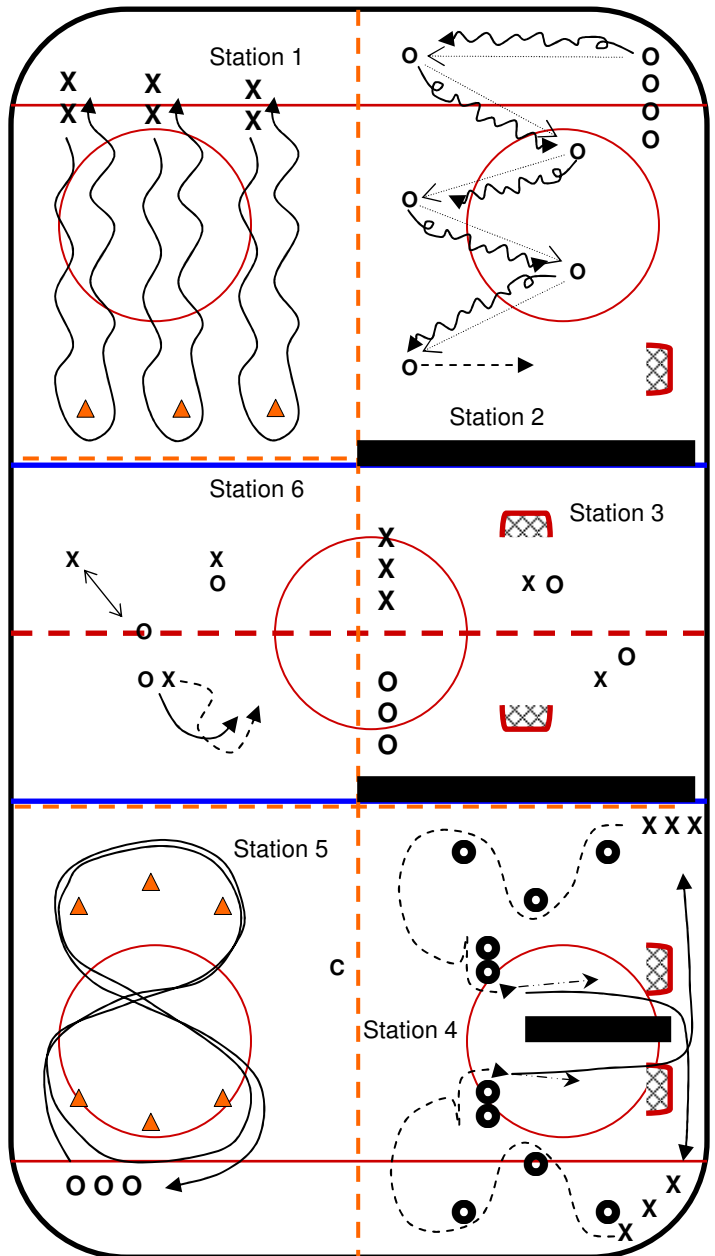 Station 1
X X X
X X X
O O
O
O
O
O
O
O
O
Station 2
Station 6
X X
O
O
O X
Station 3
X
X
X
X O
O
X
O
O
O
Station 5
O O O
C
X X X
Station 4
X
X
X